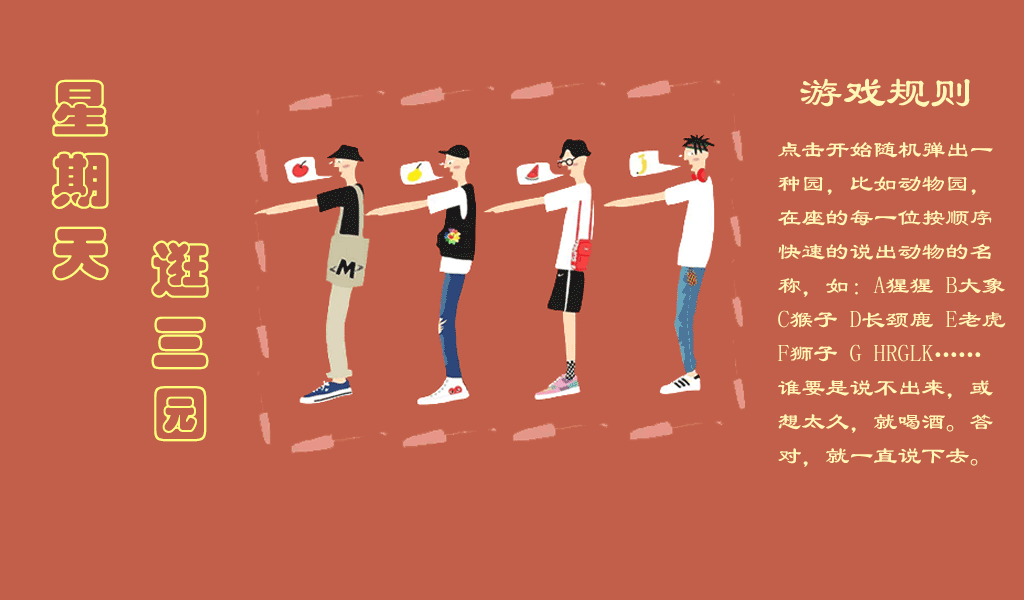 星期天
逛三园
<M>
游戏规则
点击开始随机弹出一
种园，比如动物园，
在座的每一位按顺序
快速的说出动物的名
称，如：A猩猩 B大象
C猴子 D长颈鹿 E老虎
F狮子 G HRGLK……
谁要是说不出来，或
想太久，就喝酒。答
对，就一直说下去。